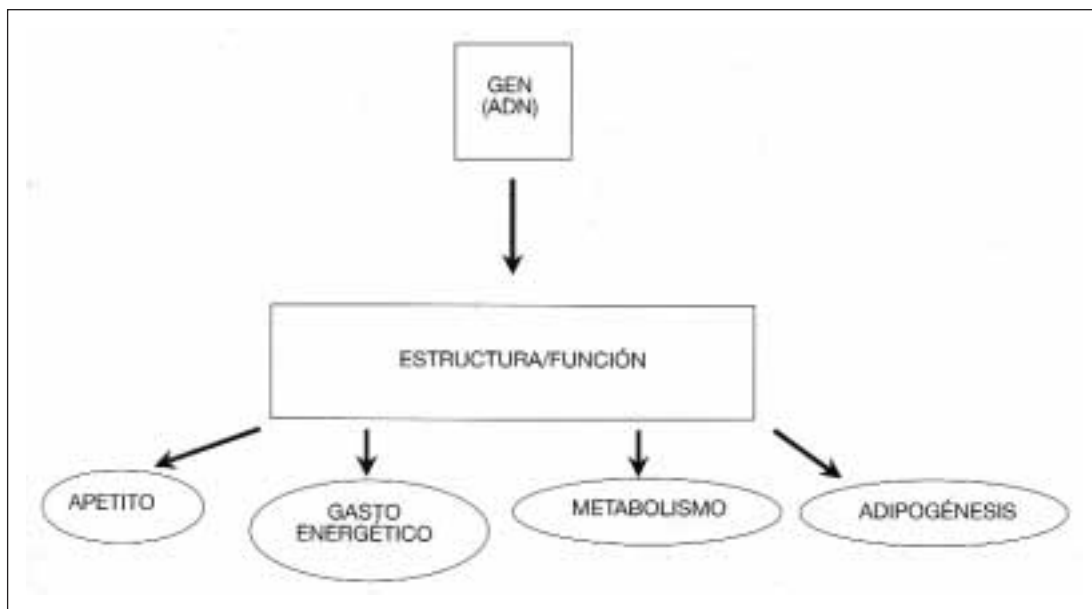 GEN
(ADN)
ESTRUCTURA/FUNCIÓN
APETITO
GASTO
ENERGÉTICO
METABOLISMO
ADIPOGÉNESIS